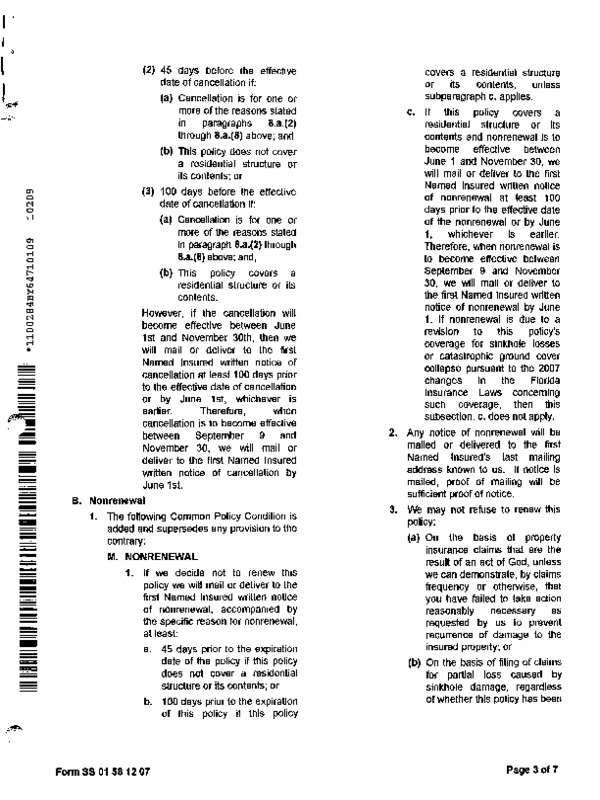 (2) 45 days before the effective
date of cancellation if:
(a) Cancellation is for one or
more of the reasons stated
in paragraphs 8.a.(2)
through 8.a.(8) above; and
(b) This policy does not cover
a residential structure or
its contents; or
(3) 100 days before the effective
date of cancellation if:
(a) Cancellation is for one or
more of the reasons stated
in paragraph 8.a.(2) through
8.a.(8) above; and,
(b) This policy covers a
residential structure or its
contents.
However, if the cancellation will
become effective between June
1st and November 30th, then we
will mail or deliver to the first
Named Insured written notice of
cancellation at least 100 days prior
to the effective date of cancellation
or by June 1st, whichever is
earlier. Therefore, when
cancellation is to become effective
between September 9 and
November 30, we will mail or
deliver to the first Named Insured
written notice of cancellation by
June 1st.
B. Nonrenewal
1. The following Common Policy Condition is
added and supersedes any provision to the
contrary:
M. NONRENEWAL
1. If we decide not to renew this
policy we will mail or deliver to the
first Named Insured written notice
of nonrenewal, accompanied by
the specific reason for nonrenewal,
at least:
a. 45 days prior to the expiration
date of the policy if this policy
does not cover a residential
structure or its contents; or
b. 100 days prior to the expiration
of this policy if this policy
covers a residential structure
or its contents, unless
subparagraph c. applies.
c. If this policy covers a
residential structure or its
contents and nonrenewal is to
become effective between
June 1 and November 30, we
will mail or deliver to the first
Named Insured written notice
of nonrenewal at least 100
days prior to the effective date
of the nonrenewal or by June
1, whichever is earlier.
Therefore, when nonrenewal is
to become effective between
September 9 and November
30, we will mail or deliver to
the first Named Insured written
notice of nonrenewal by June
1. If nonrenewal is due to a
revision to this policy's
coverage for sinkhole losses
or catastrophic ground cover
collapse pursuant to the 2007
changes in the Florida
Insurance Laws concerning
such coverage, then this
subsection. c. does not apply.
2. Any notice of nonrenewal will be
mailed or delivered to the first
Named Insured's last mailing
address known to us. If notice is
mailed, proof of mailing will be
sufficient proof of notice.
3. We may not refuse to renew this
policy:
(a) On the basis of property
insurance claims that are the
result of an act of God, unless
we can demonstrate, by claims
frequency or otherwise, that
you have failed to take action
reasonably necessary as
requested by us to prevent
recurrence of damage to the
insured property; or
(b) On the basis of filing of claims
for partial loss caused by
sinkhole damage, regardless
of whether this policy has been
Form SS 01 58 12 07
Page 3 of 7